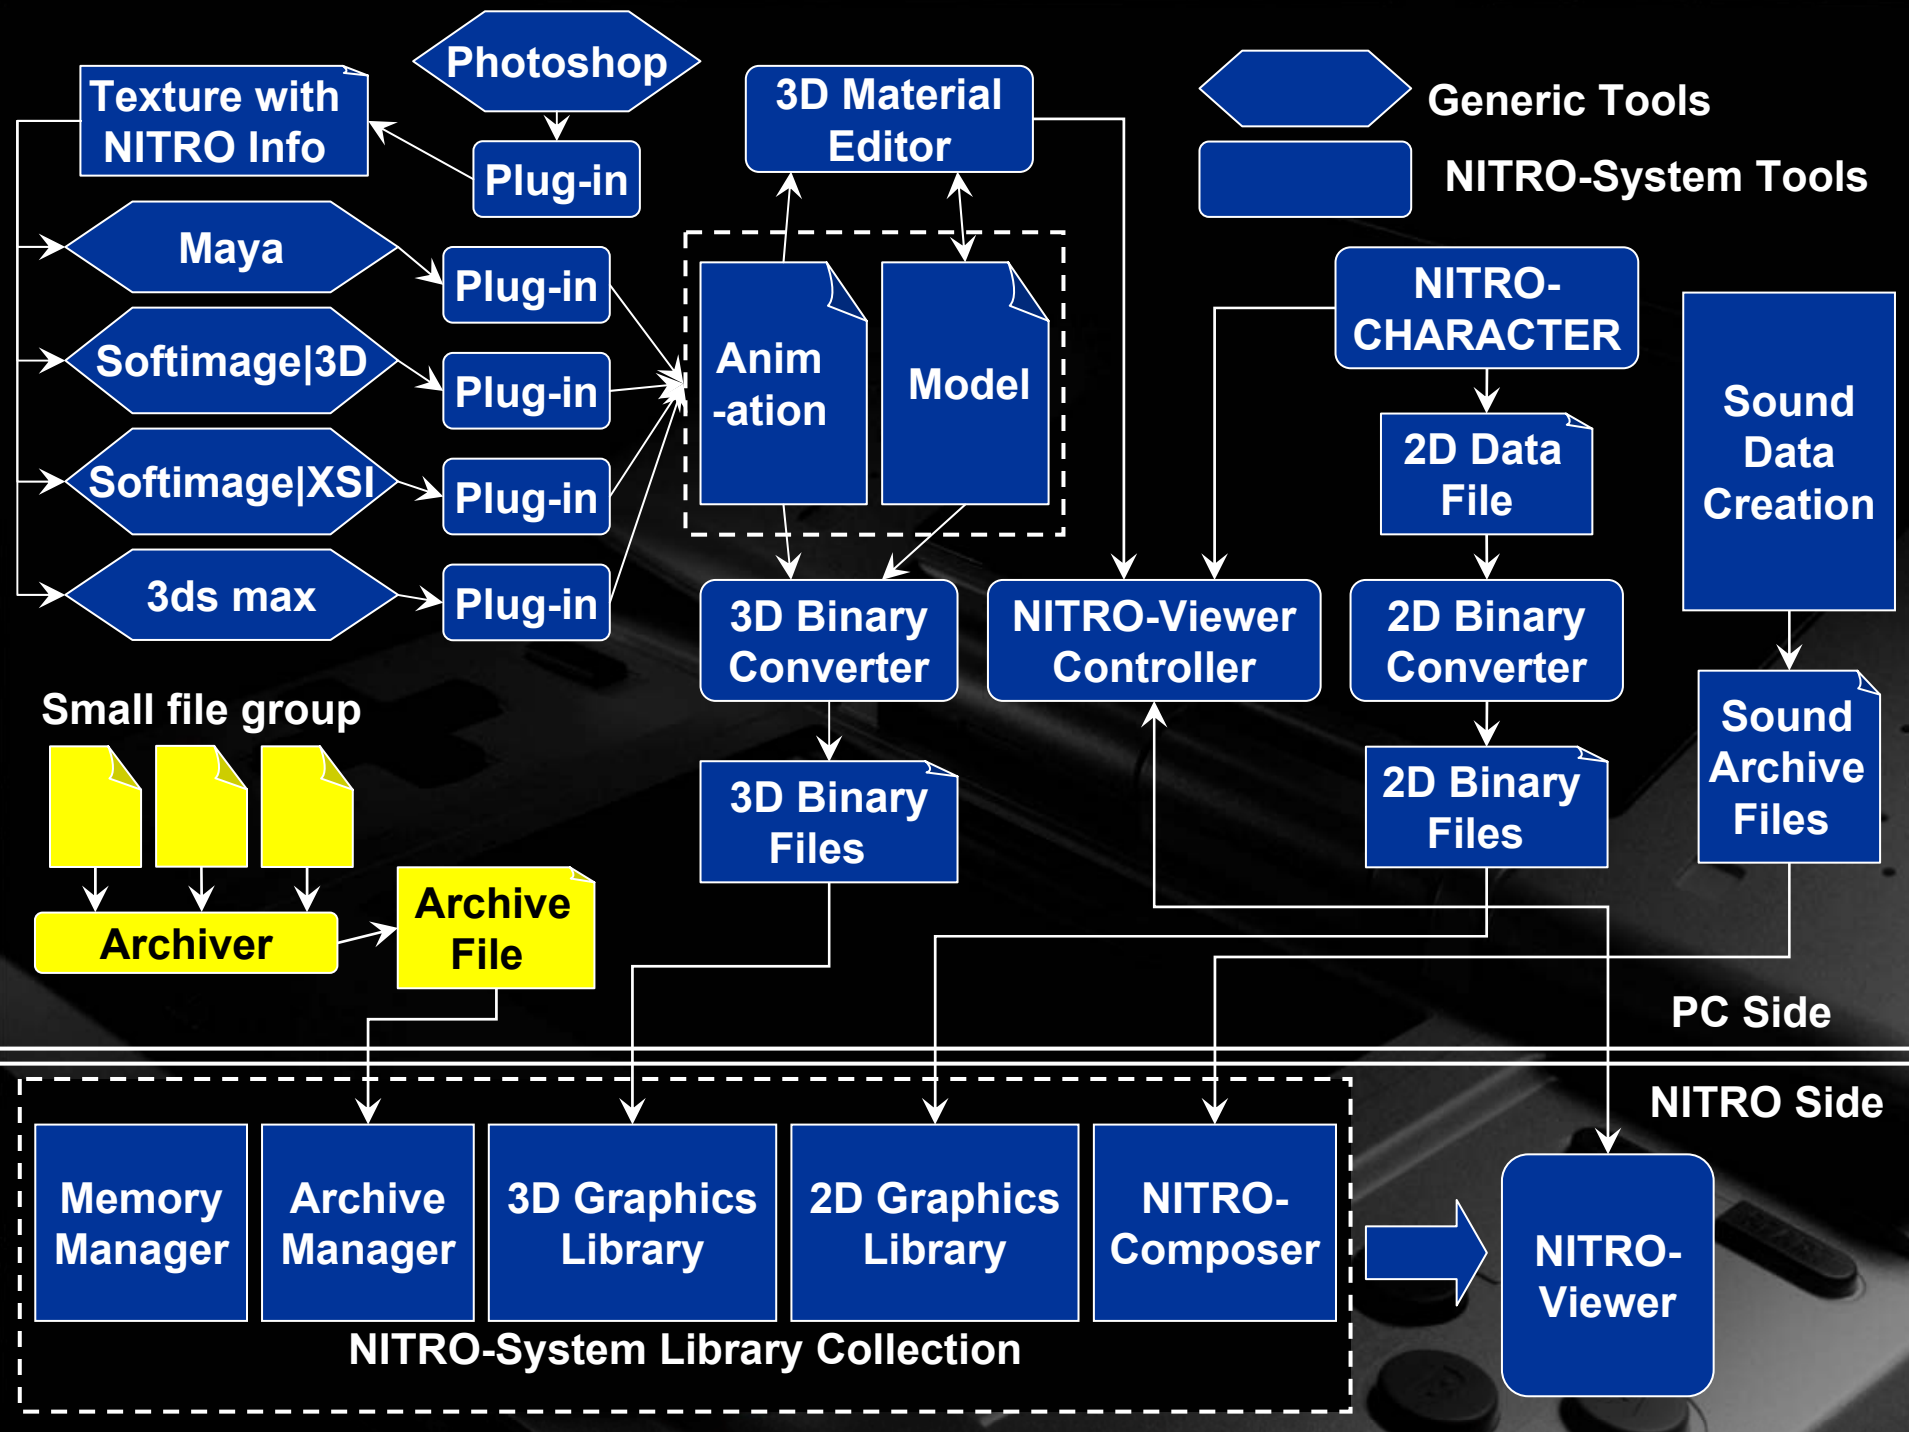 Photoshop
Texture with
NITRO Info
Plug-in
3D Material
Editor
Generic Tools
NITRO-System Tools
Maya
Plug-in
Softimage|3D
Plug-in
Softimage|XSI
Plug-in
3ds max
Plug-in
Anim
-ation
Model
NITRO-
CHARACTER
2D Data
File
Sound
Data
Creation
3D Binary
Converter
NITRO-Viewer
Controller
2D Binary
Converter
Small file group
Archiver
Archive
File
3D Binary
Files
2D Binary
Files
Sound
Archive
Files
PC Side
NITRO Side
Memory
Manager
Archive
Manager
3D Graphics
Library
2D Graphics
Library
NITRO-
Composer
NITRO-
Viewer
NITRO-System Library Collection